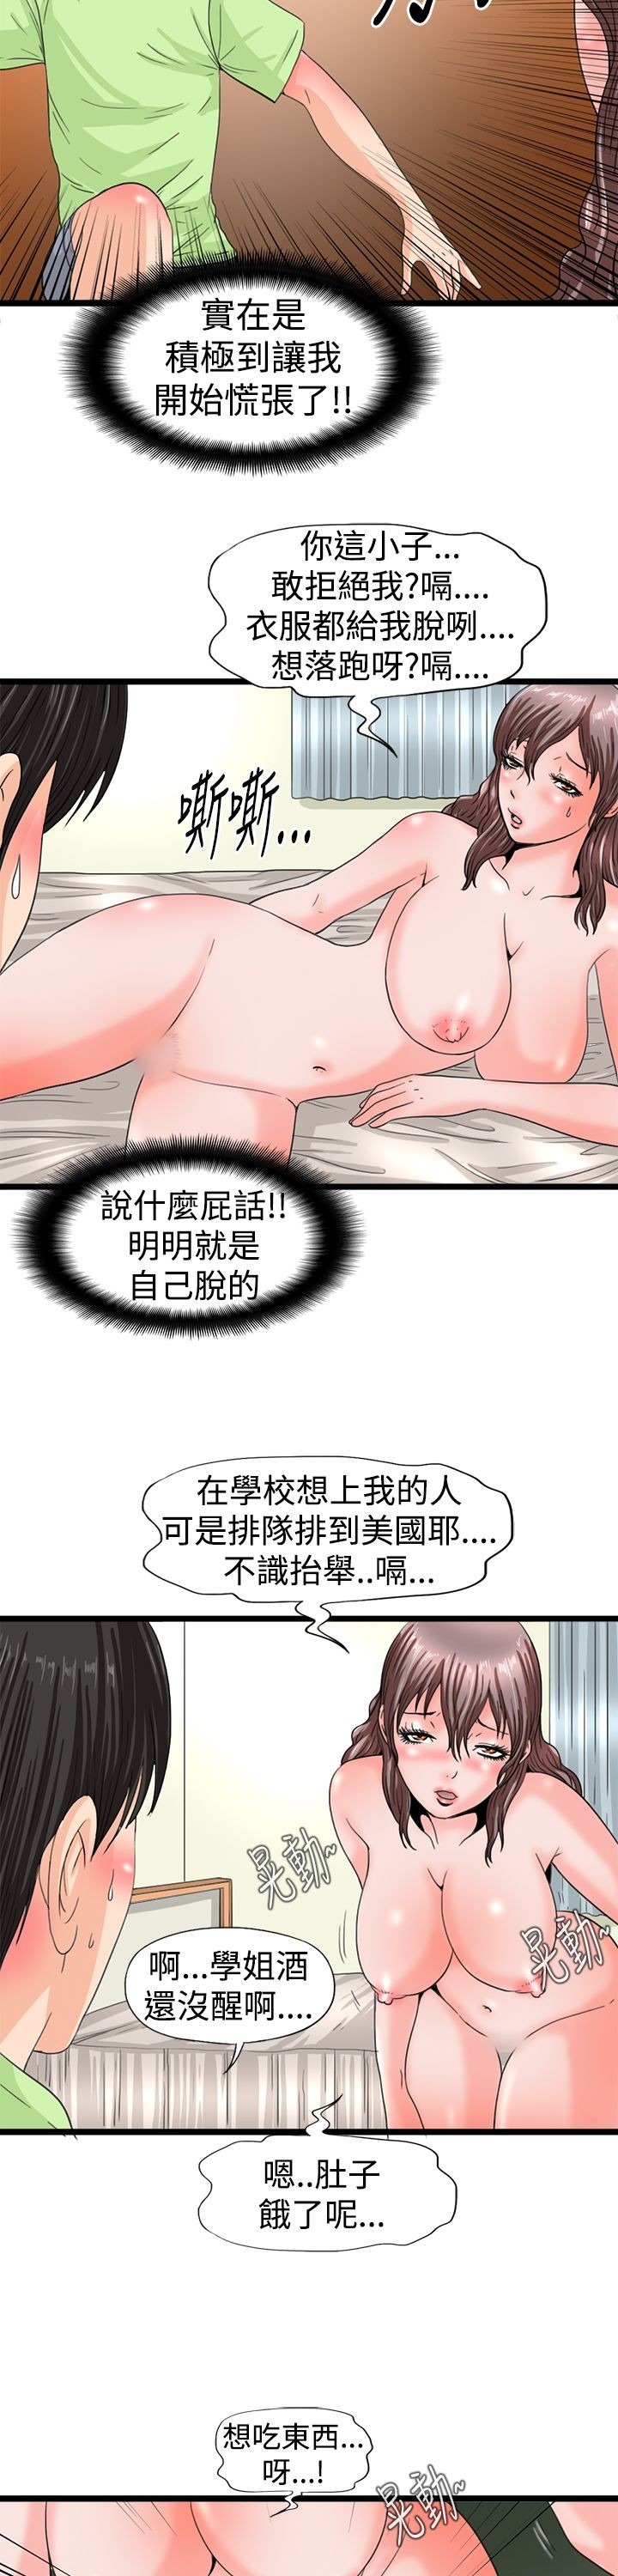 實在是
積極到讓我
開始慌張了!!
你這小子...
敢拒絕我?嗝....
衣服都給我脫咧....
想落跑呀?嗝....
嘶嘶...
說什麼屁話!!
明明就是
自己脫的
在學校想上我的人
可是排隊排到美國耶....
不識抬舉..嗝...
晃動~
晃動~
啊...學姐酒
還沒醒啊....
嗯..肚子
餓了呢...
想吃東西...
呀...!
晃動~